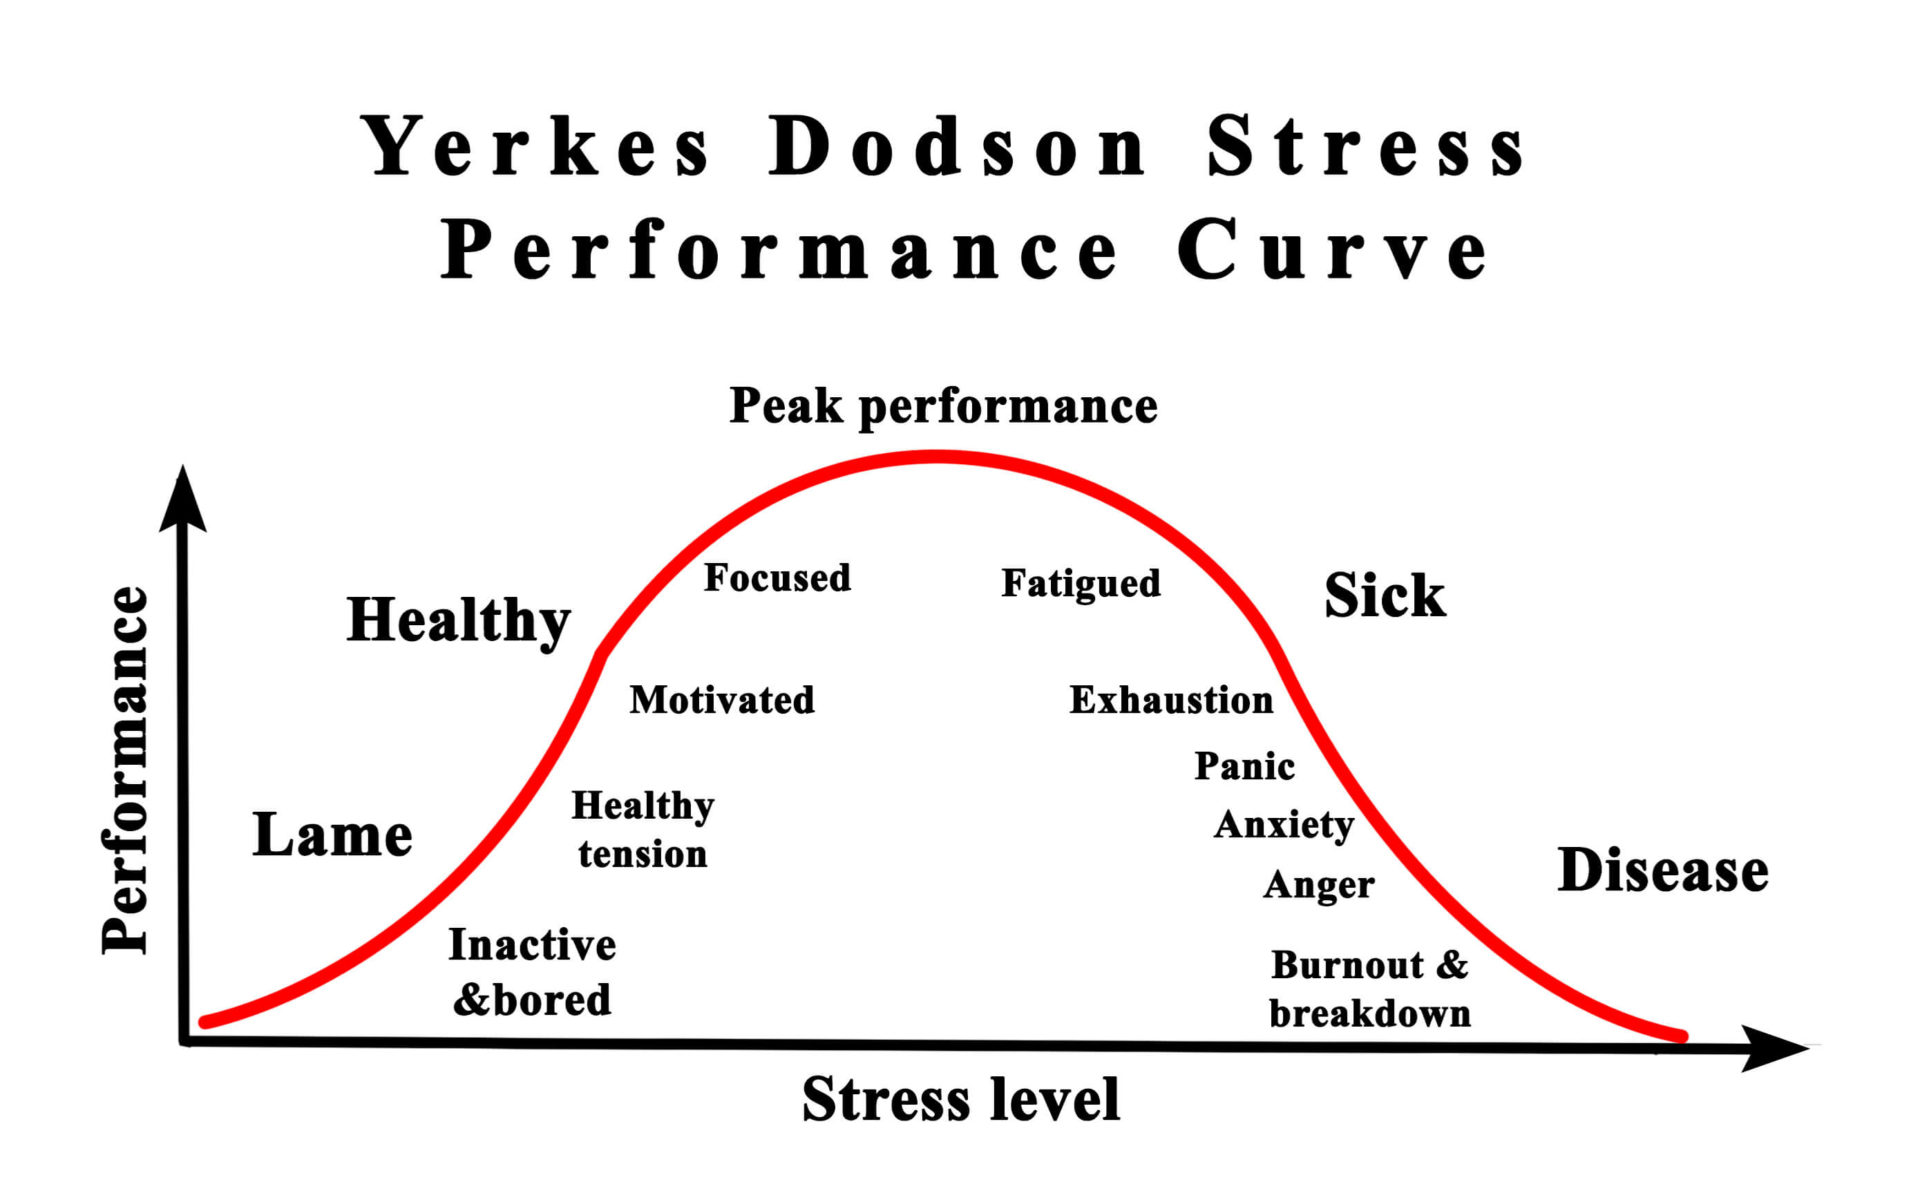 Yerkes Dodson Stress
Performance Curve
Peak performance
Performance
Lame
Healthy
Sick
Disease
Focused
Motivated
Healthy
tension
Inactive
&bored
Fatigued
Exhaustion
Panic
Anxiety
Anger
Burnout &
breakdown
Stress level